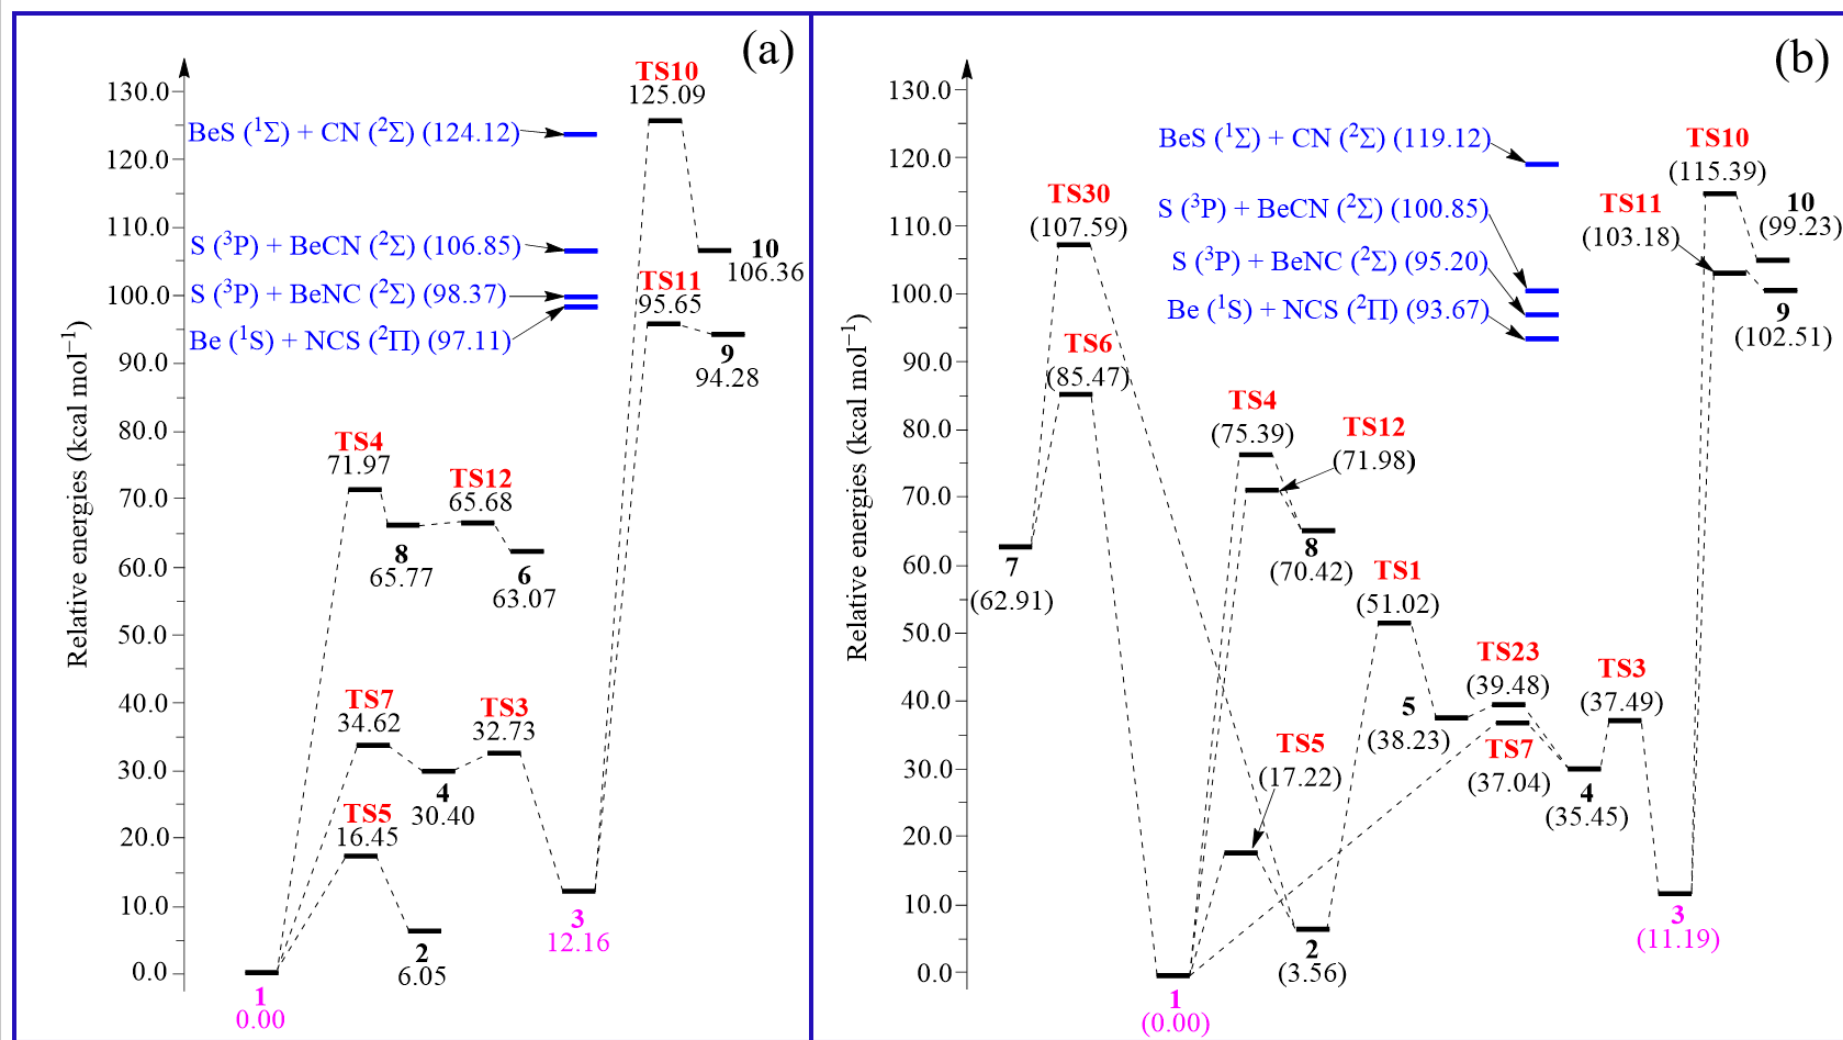 (a)
Relative energies (kcal mol⁻¹)
130.0
120.0
110.0
100.0
90.0
80.0
70.0
60.0
50.0
40.0
30.0
20.0
10.0
0.0
BeS (¹Σ) + CN (²Σ) (124.12)
S (³P) + BeCN (²Σ) (106.85)
S (³P) + BeNC (²Σ) (98.37)
Be (¹S) + NCS (²Π) (97.11)
TS10
125.09
10
106.36
TS11
95.65
9
94.28
TS4
71.97
8
65.77
TS12
65.68
6
63.07
TS7
34.62
4
30.40
TS3
32.73
TS5
16.45
2
6.05
3
12.16
1
0.00
(b)
Relative energies (kcal mol⁻¹)
130.0
120.0
110.0
100.0
90.0
80.0
70.0
60.0
50.0
40.0
30.0
20.0
10.0
0.0
BeS (¹Σ) + CN (²Σ) (119.12)
S (³P) + BeCN (²Σ) (100.85)
S (³P) + BeNC (²Σ) (95.20)
Be (¹S) + NCS (²Π) (93.67)
TS10
(115.39)
TS11
(103.18)
10
(99.23)
9
(102.51)
TS30
(107.59)
TS6
(85.47)
7
(62.91)
TS4
(75.39)
TS12
(71.98)
8
(70.42)
TS1
(51.02)
5
(38.23)
TS23
(39.48)
TS7
(37.04)
TS3
(37.49)
4
(35.45)
TS5
(17.22)
2
(3.56)
3
(11.19)
1
(0.00)